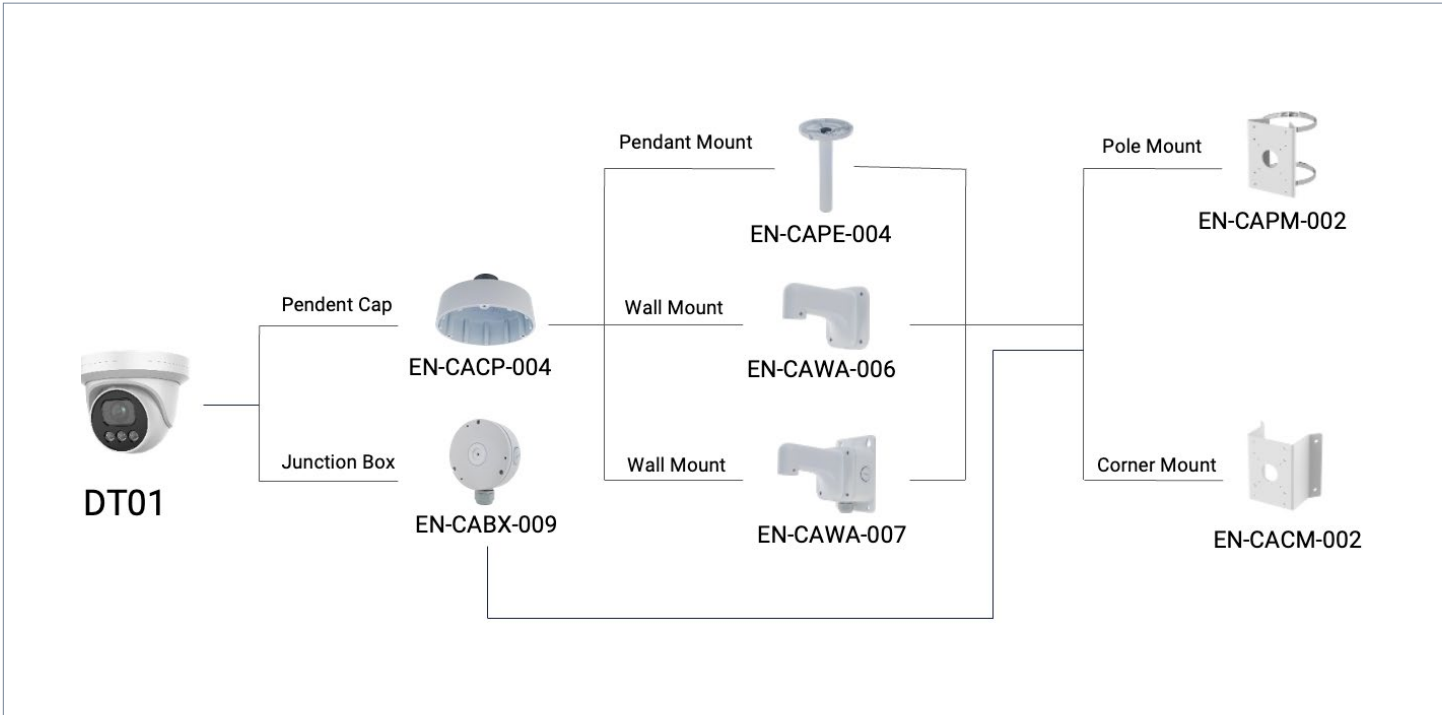 Pendant Mount
Pole Mount
EN-CAPE-004
EN-CAPM-002
Pendent Cap
Wall Mount
EN-CACP-004
EN-CAWA-006
DT01
Junction Box
Wall Mount
Corner Mount
EN-CABX-009
EN-CAWA-007
EN-CACM-002